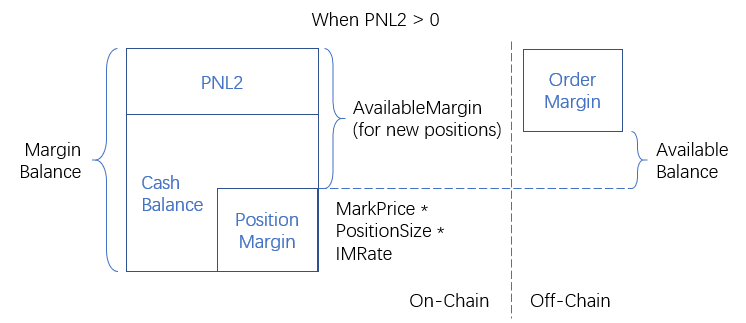 When PNL2 > 0
PNL2
Order
Margin
AvailableMargin
(for new positions)
Margin
Balance
Available
Balance
Cash
Balance
Position
Margin
MarkPrice *
PositionSize *
IMRate
On-Chain
Off-Chain